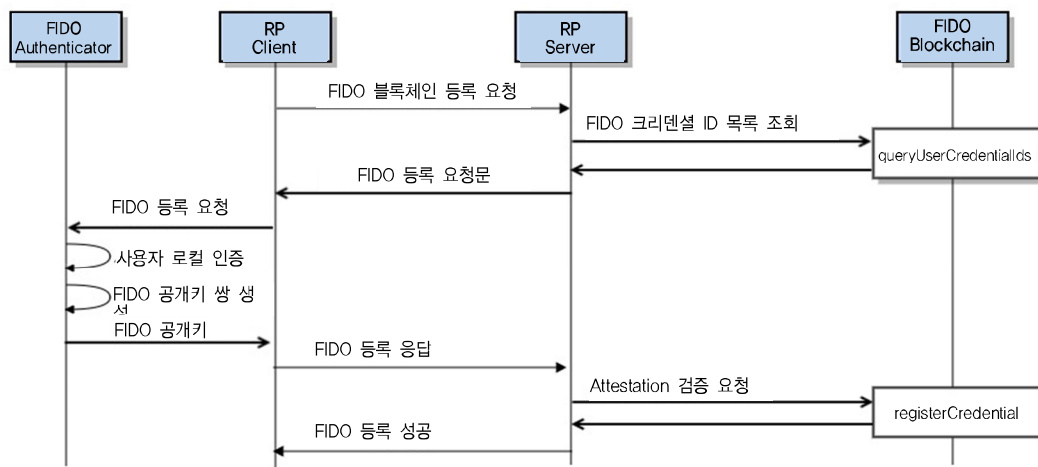 FIDO
Authenticator
RP
Client
RP
Server
FIDO
Blockchain
FIDO 블록체인 등록 요청
FIDO 크리덴셜 ID 목록 조회
queryUserCredentialIds
FIDO 등록 요청문
FIDO 등록 요청
사용자 로컬 인증
FIDO 공개키 쌍 생
성
FIDO 공개키
FIDO 등록 응답
Attestation 검증 요청
registerCredential
FIDO 등록 성공